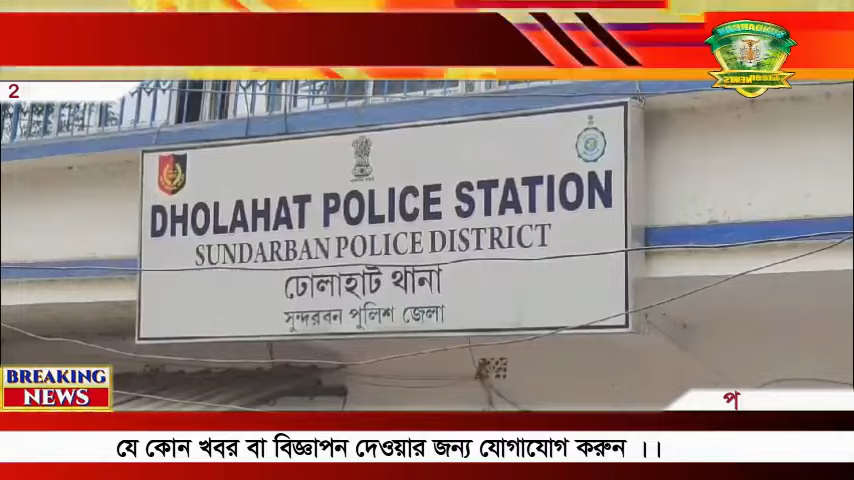 2
DHOLAHAT POLICE STATION
SUNDARBAN POLICE DISTRICT
ঢোলাহাট থানা
সুন্দরবন পুলিশ জেলা
BREAKING
NEWS
প
যে কোন খবর বা বিজ্ঞাপন দেওয়ার জন্য যোগাযোগ করুন ।।